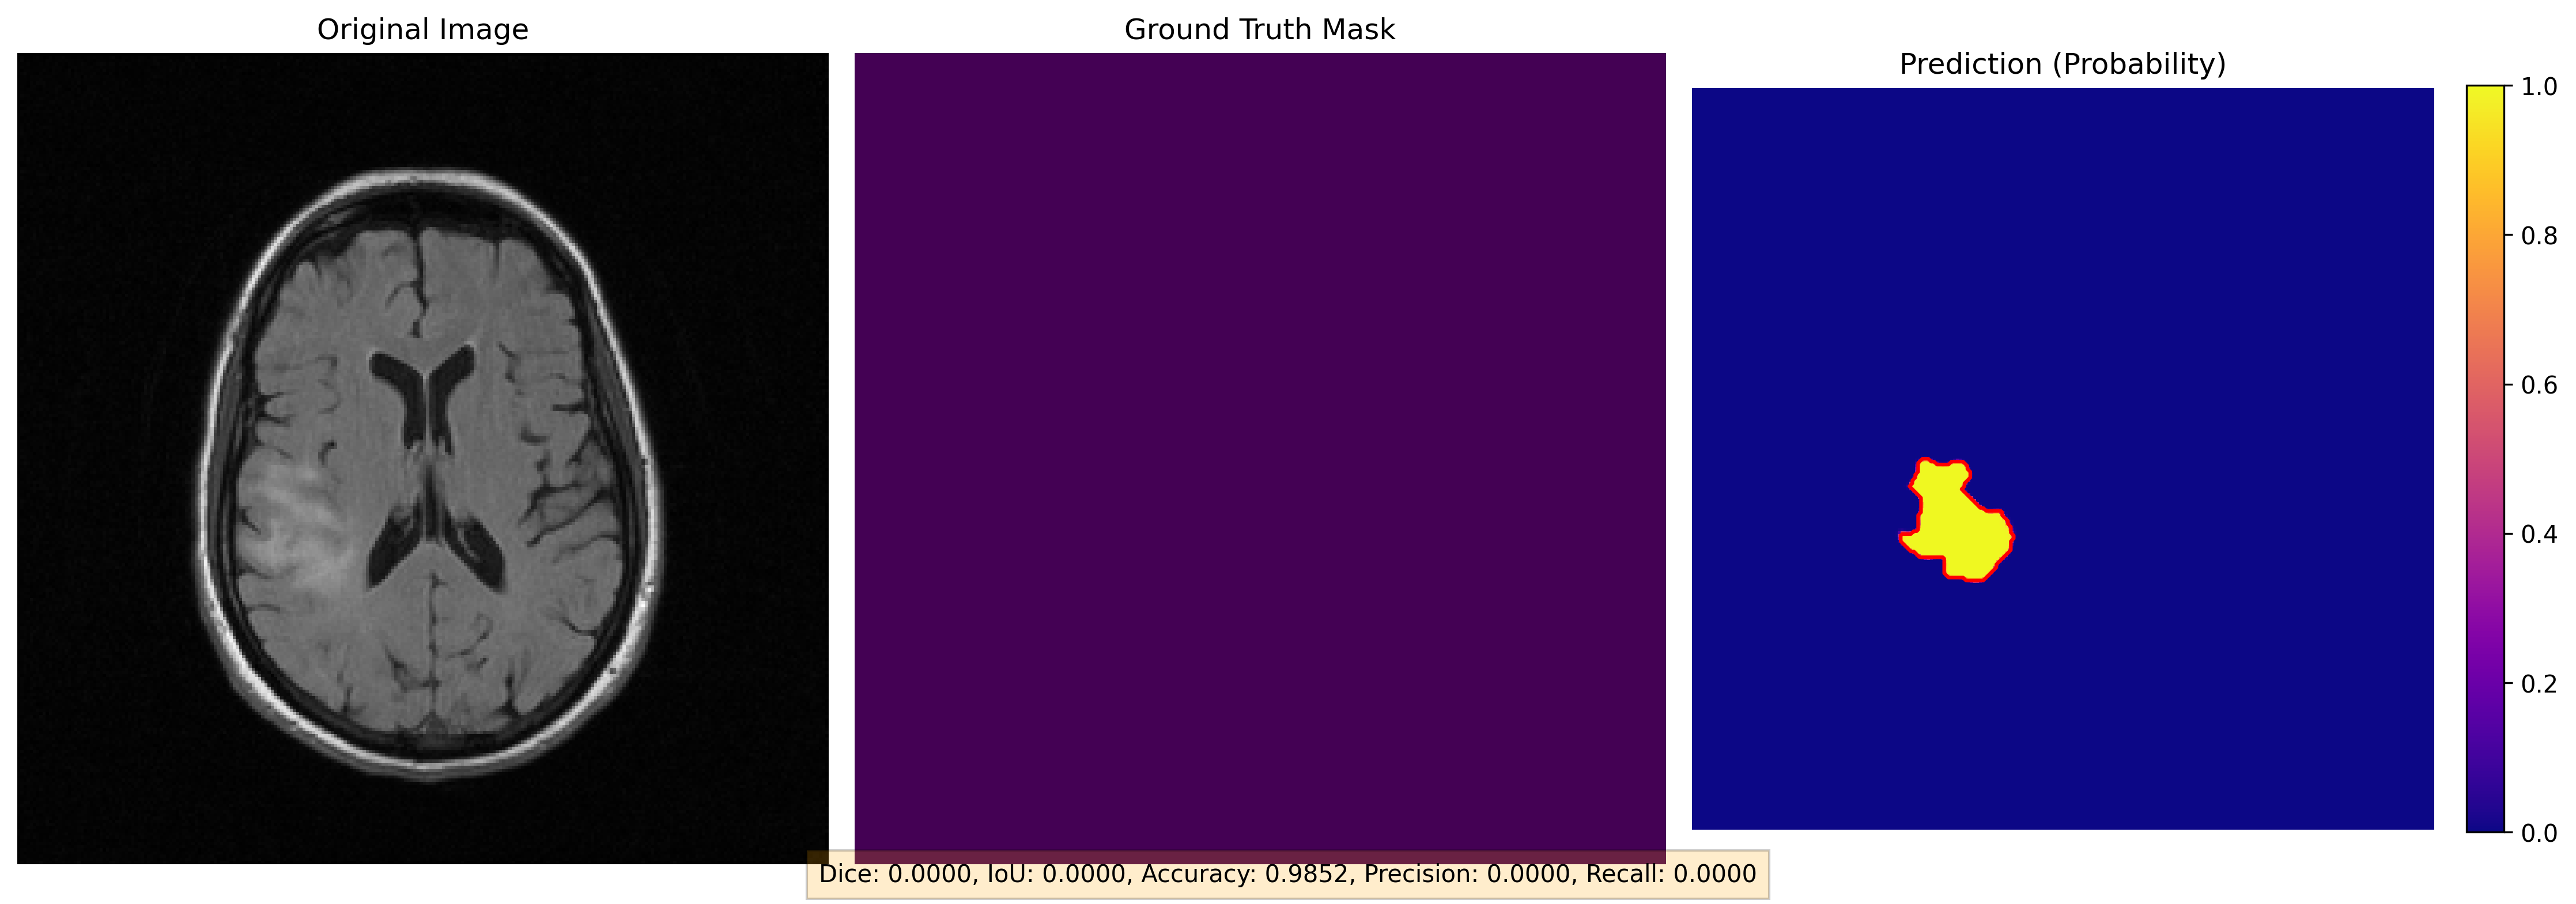 Original Image
Ground Truth Mask
Prediction (Probability)
1.0
0.8
0.6
0.4
0.2
0.0
Dice: 0.0000, IoU: 0.0000, Accuracy: 0.9852, Precision: 0.0000, Recall: 0.0000